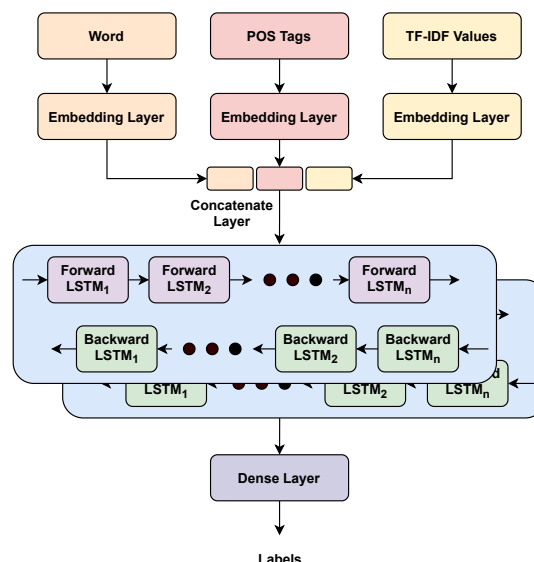 Word
POS Tags
TF-IDF Values
Embedding Layer
Embedding Layer
Embedding Layer
Concatenate
Layer
Forward
LSTM1
Forward
LSTM2
Forward
LSTMn
Backward
LSTM1
Backward
LSTM2
Backward
LSTMn
LSTM1
LSTM2
LSTMn
Dense Layer
Labels